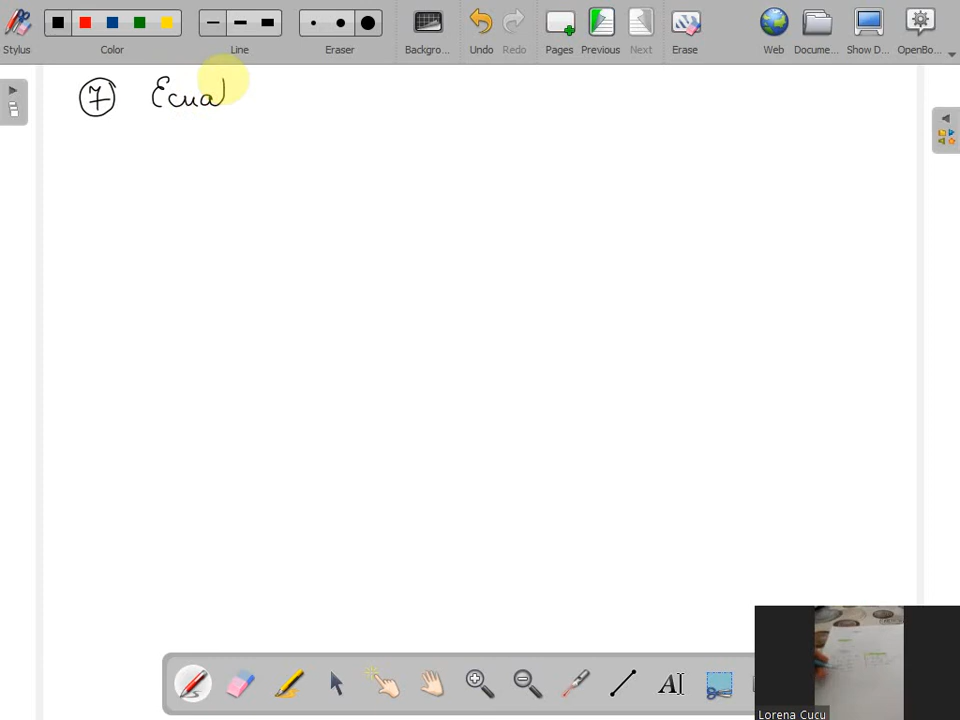 Stylus
Color
Line
Eraser
Backgro...
Undo
Redo
Pages
Previous
Next
Erase
Web
Docume...
Show D...
OpenBo...
7 Ecua
A
Lorena Cucu